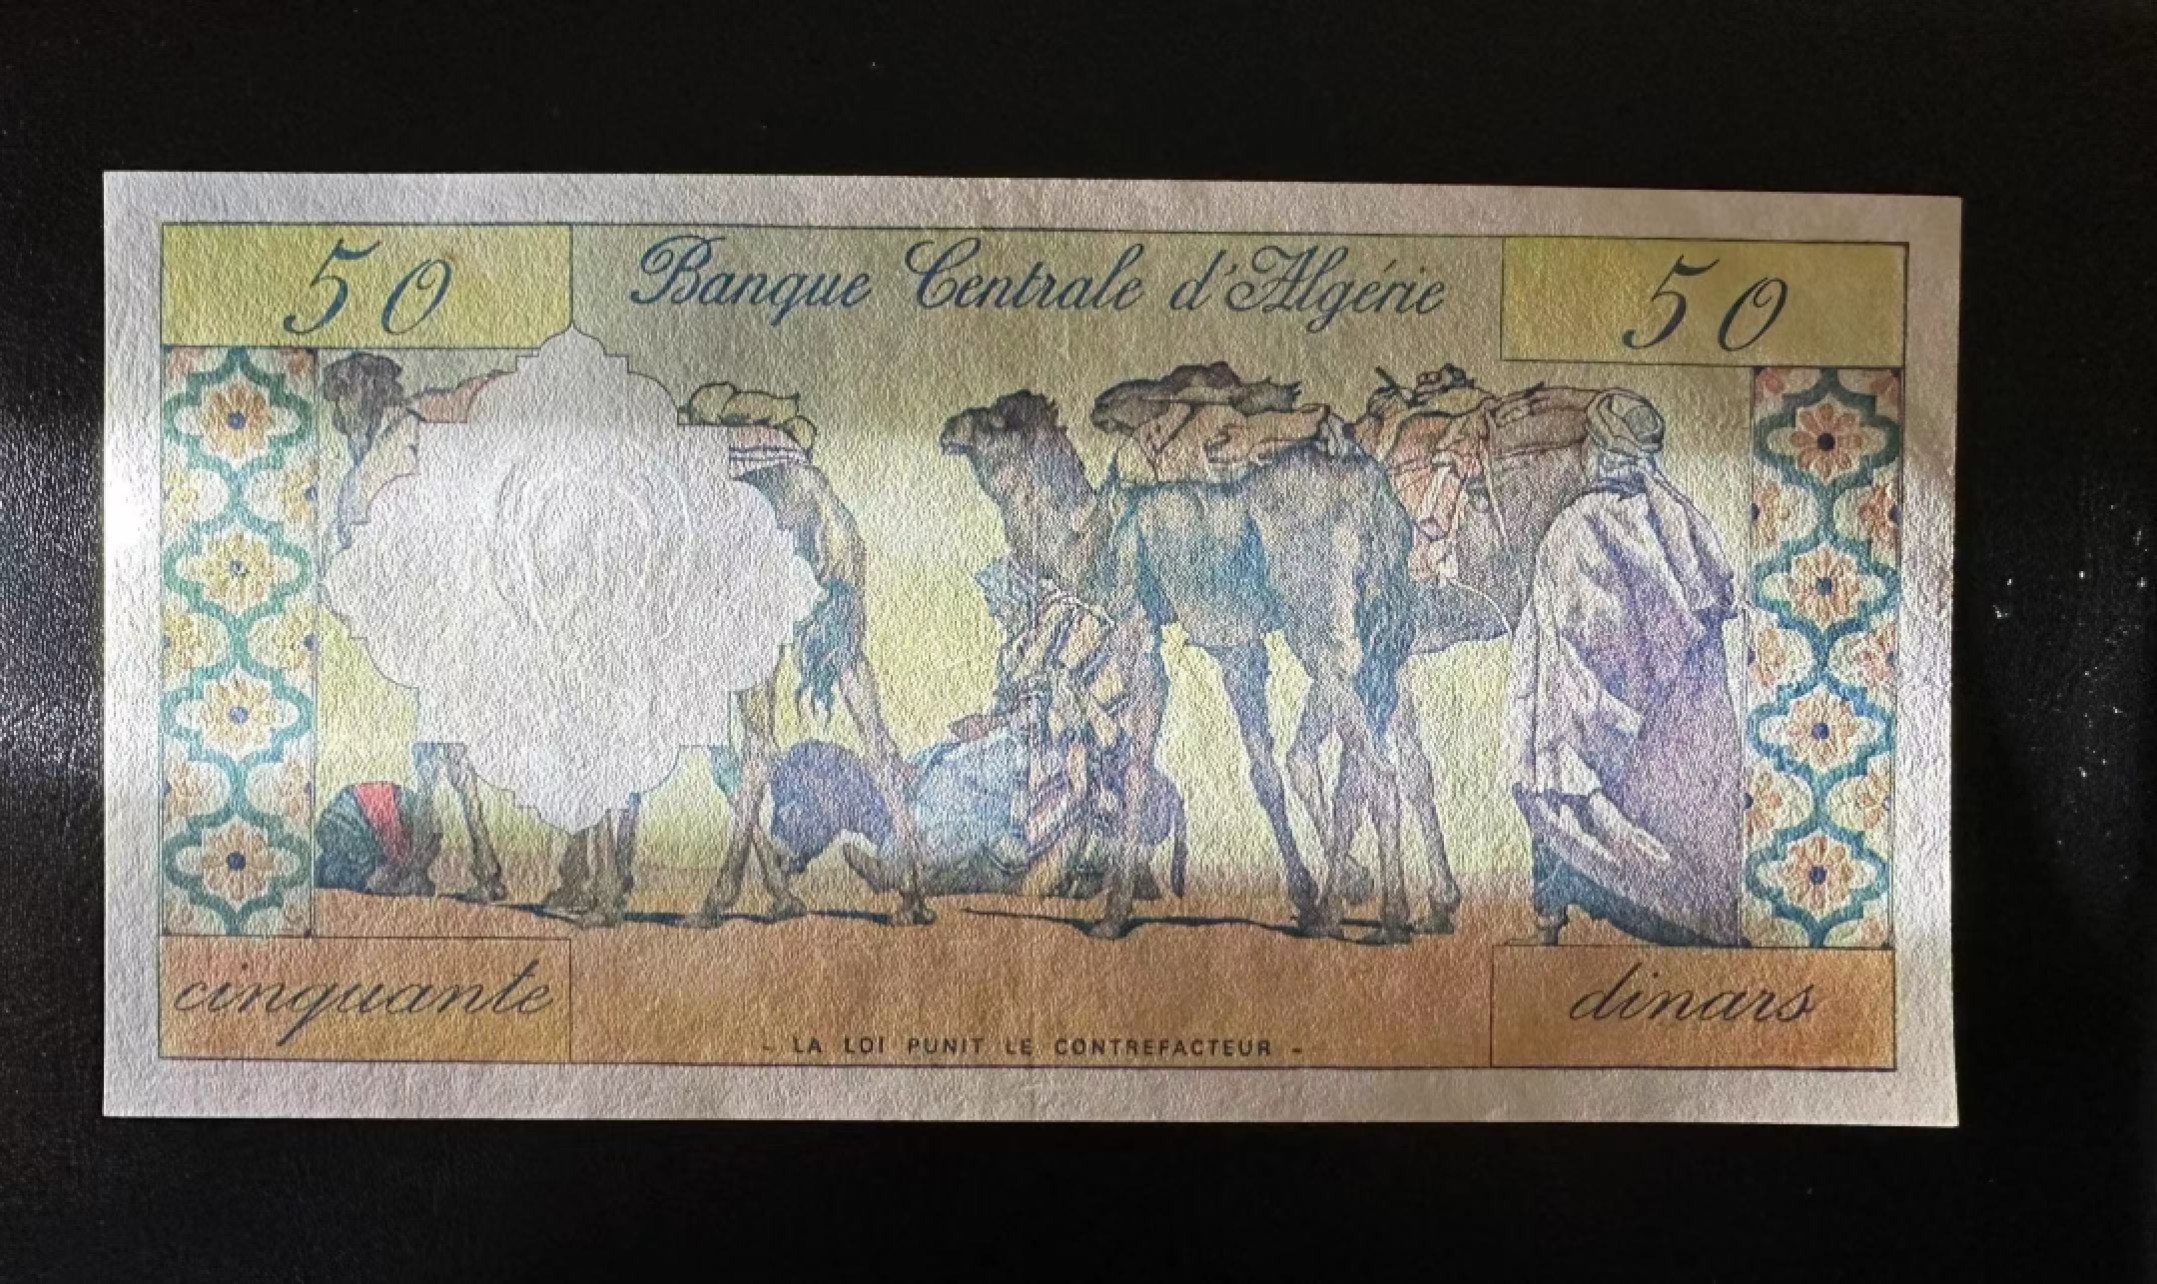 50
Banque Centrale d'Algérie
50
cinquante
dinars
- LA LOI PUNIT LE CONTREFACTEUR -